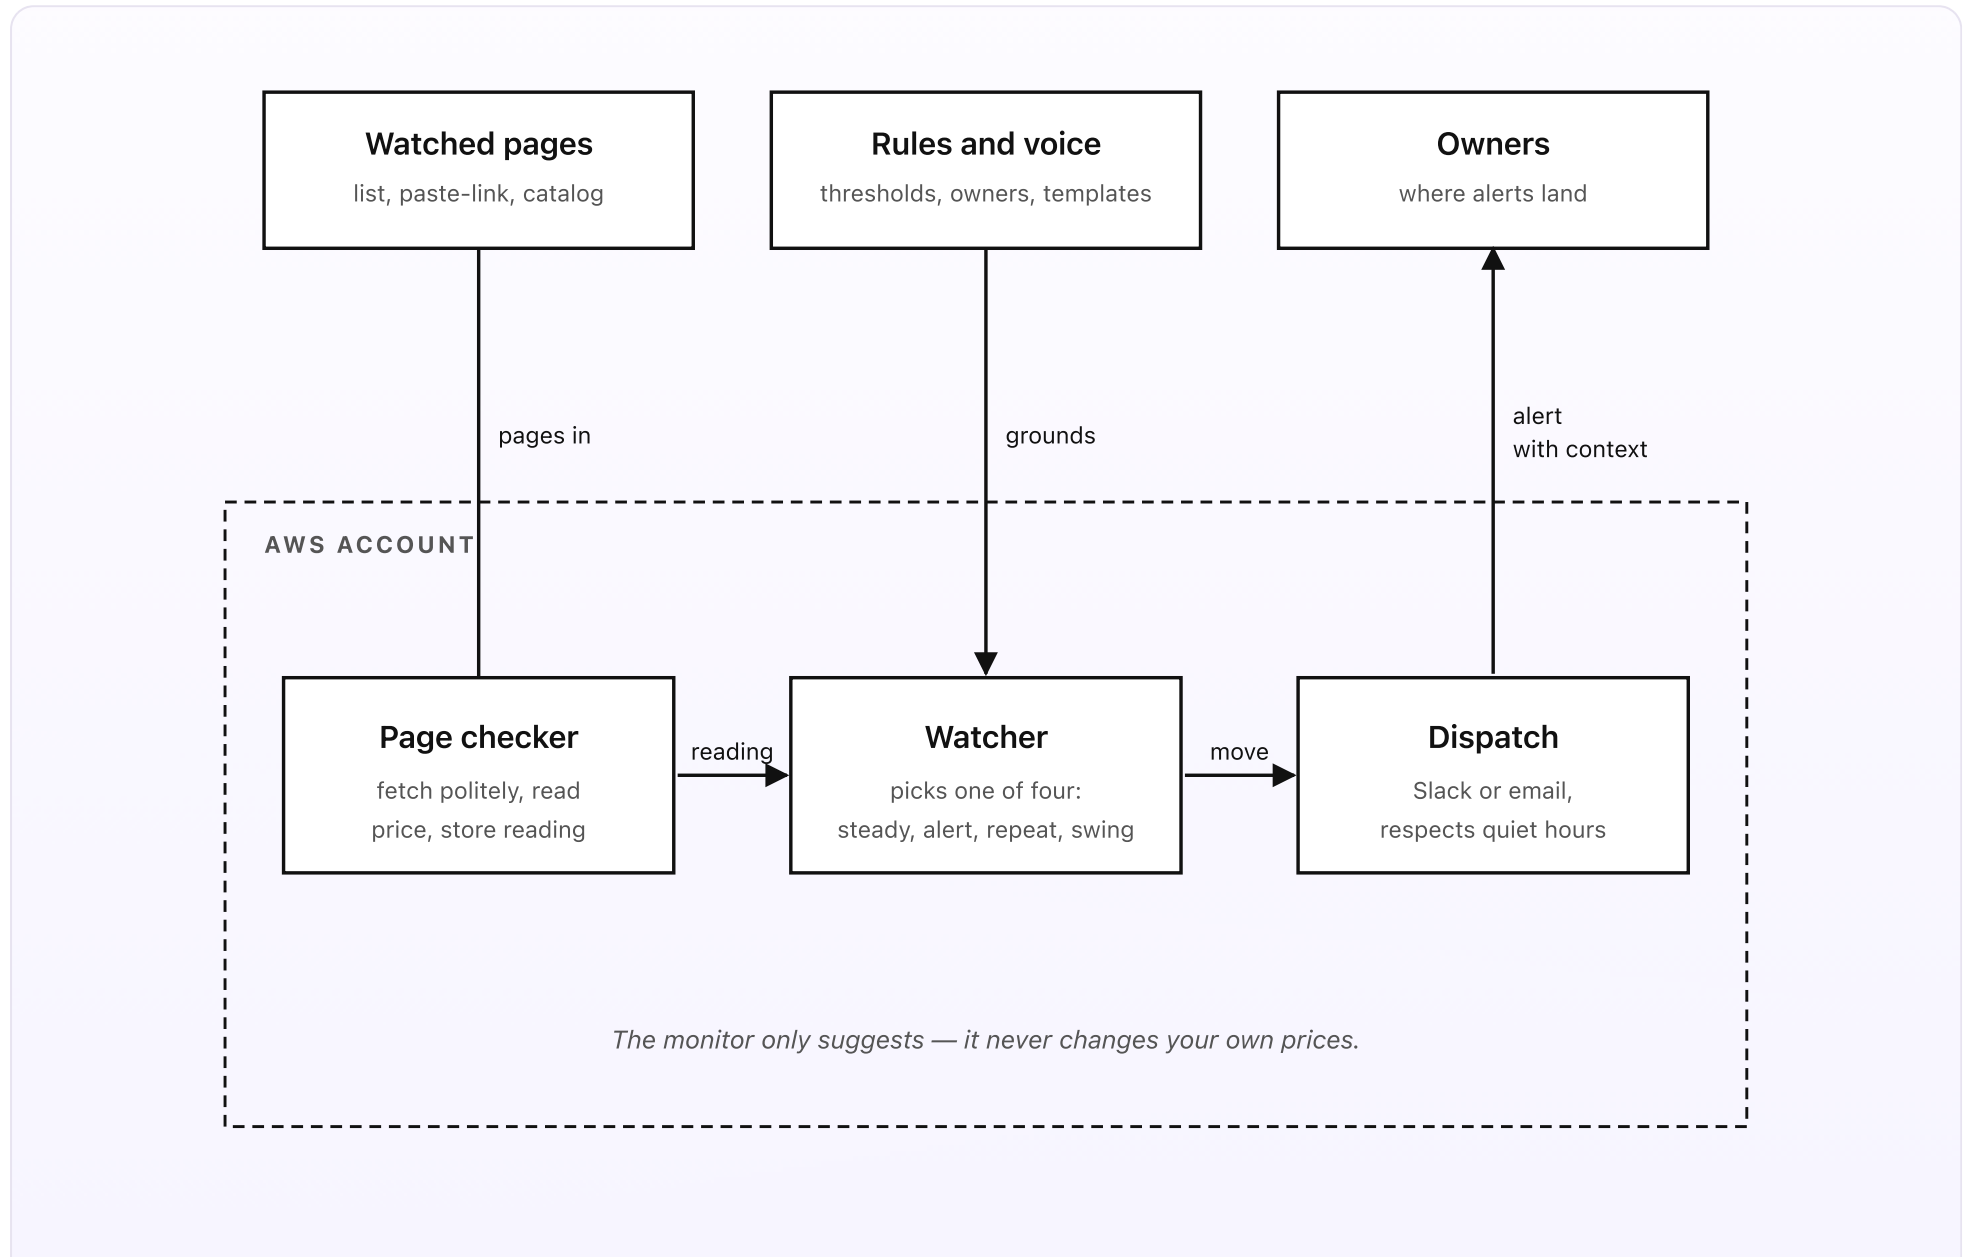 Watched pages
list, paste-link, catalog
Rules and voice
thresholds, owners, templates
Owners
where alerts land
pages in
grounds
alert
with context
AWS ACCOUNT
Page checker
fetch politely, read
price, store reading
reading
Watcher
picks one of four:
steady, alert, repeat, swing
move
Dispatch
Slack or email,
respects quiet hours
The monitor only suggests — it never changes your own prices.